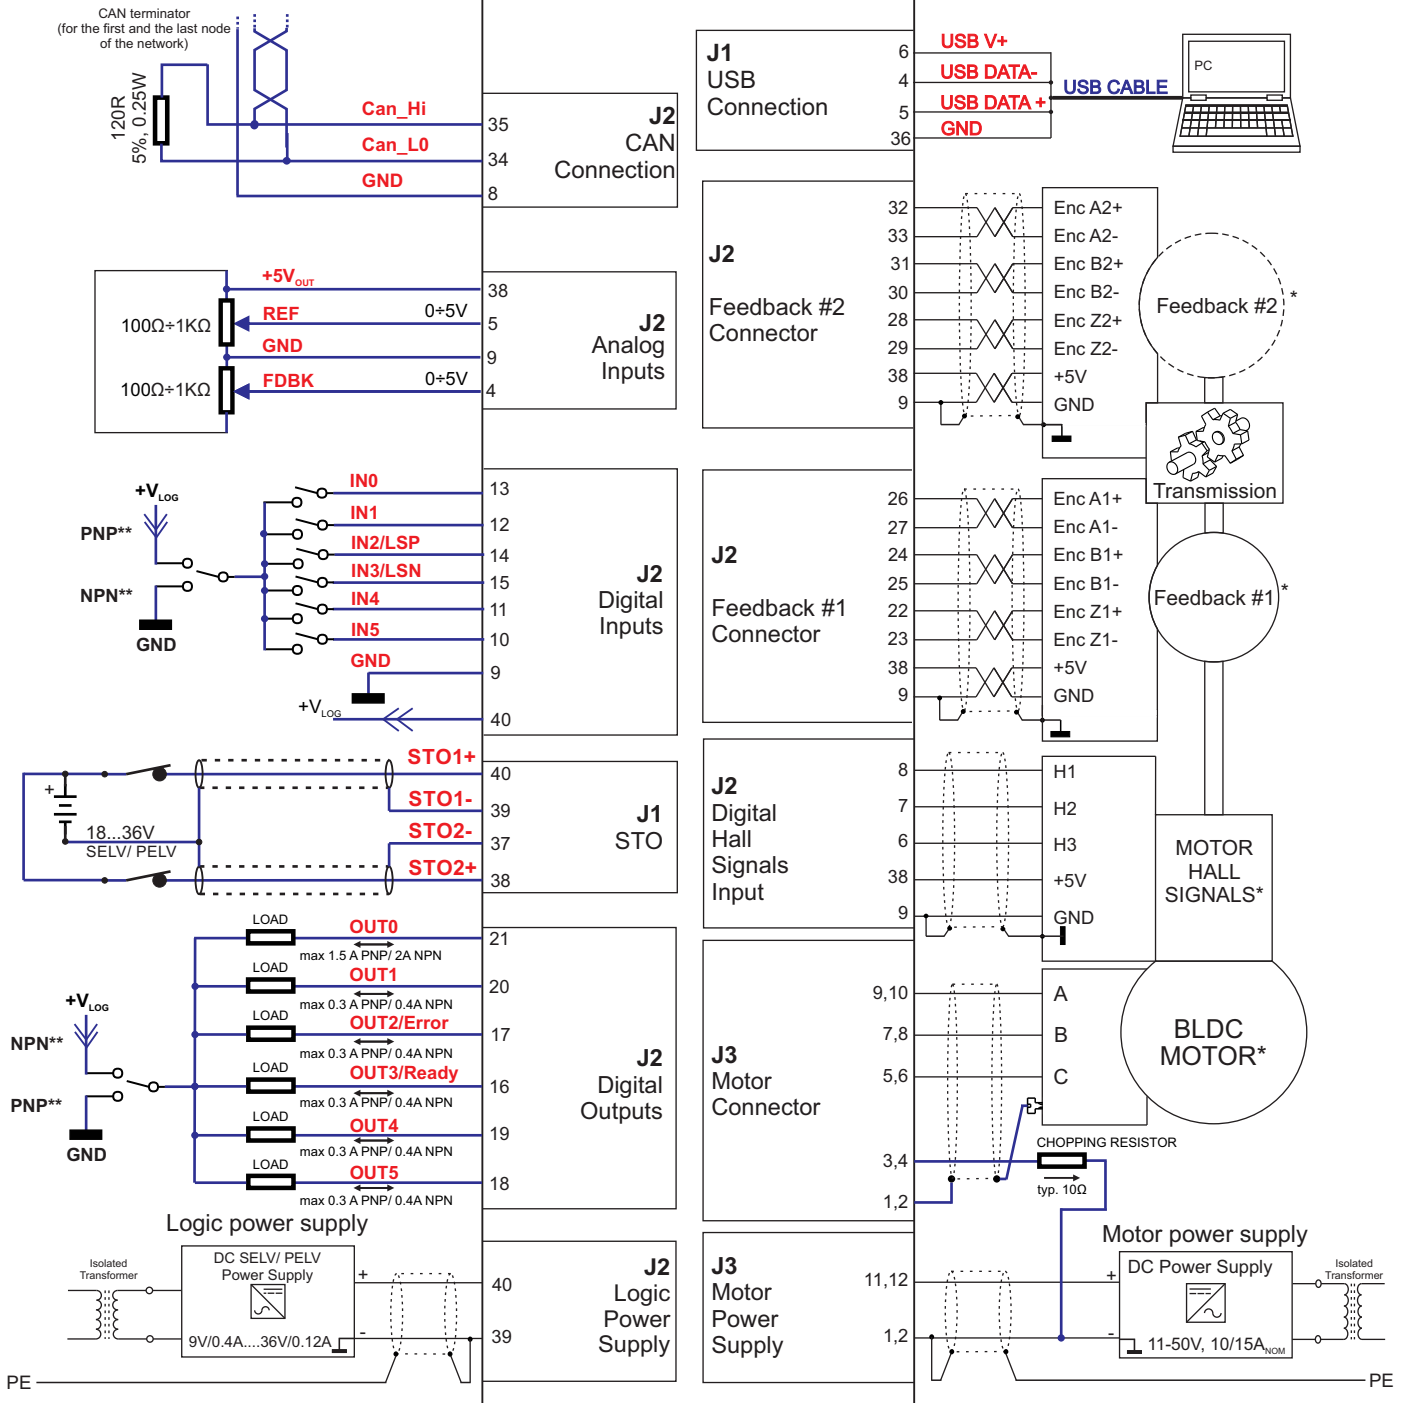 CAN terminator
(for the first and the last node
of the network)
120R
5%, 0.25W
Can_Hi
35
Can_L0
34
GND
8
J2
CAN
Connection
+5VOUT
38
100Ω÷1KΩ
REF
0÷5V
5
GND
9
100Ω÷1KΩ
FDBK
0÷5V
4
J2
Analog
Inputs
+VLOG
PNP**
NPN**
GND
IN0
13
IN1
12
IN2/LSP
14
IN3/LSN
15
IN4
11
IN5
10
GND
9
+VLOG
40
J2
Digital
Inputs
STO1+
40
STO1-
39
STO2-
37
STO2+
38
+
18...36V
SELV/ PELV
J1
STO
LOAD
OUT0
21
max 1.5 A PNP/ 2A NPN
LOAD
OUT1
20
max 0.3 A PNP/ 0.4A NPN
LOAD
OUT2/Error
17
max 0.3 A PNP/ 0.4A NPN
LOAD
OUT3/Ready
16
max 0.3 A PNP/ 0.4A NPN
LOAD
OUT4
19
max 0.3 A PNP/ 0.4A NPN
LOAD
OUT5
18
max 0.3 A PNP/ 0.4A NPN
+VLOG
NPN**
PNP**
GND
J2
Digital
Outputs
Logic power supply
Isolated
Transformer
DC SELV/ PELV
Power Supply
9V/0.4A....36V/0.12A
+
40
-
39
J2
Logic
Power
Supply
PE
J1
USB
Connection
6
USB V+
4
USB DATA-
5
USB DATA +
36
GND
USB CABLE
PC
J2
Feedback #2
Connector
32
Enc A2+
33
Enc A2-
31
Enc B2+
30
Enc B2-
28
Enc Z2+
29
Enc Z2-
38
+5V
9
GND
Feedback #2
*
Transmission
J2
Feedback #1
Connector
26
Enc A1+
27
Enc A1-
24
Enc B1+
25
Enc B1-
22
Enc Z1+
23
Enc Z1-
38
+5V
9
GND
Feedback #1
*
J2
Digital
Hall
Signals
Input
8
H1
7
H2
6
H3
38
+5V
9
GND
MOTOR
HALL
SIGNALS*
J3
Motor
Connector
9,10
A
7,8
B
5,6
C
3,4
1,2
BLDC
MOTOR*
CHOPPING RESISTOR
typ. 10Ω
Motor power supply
J3
Motor
Power
Supply
11,12
+
1,2
-
DC Power Supply
11-50V, 10/15ANOM
Isolated
Transformer
PE